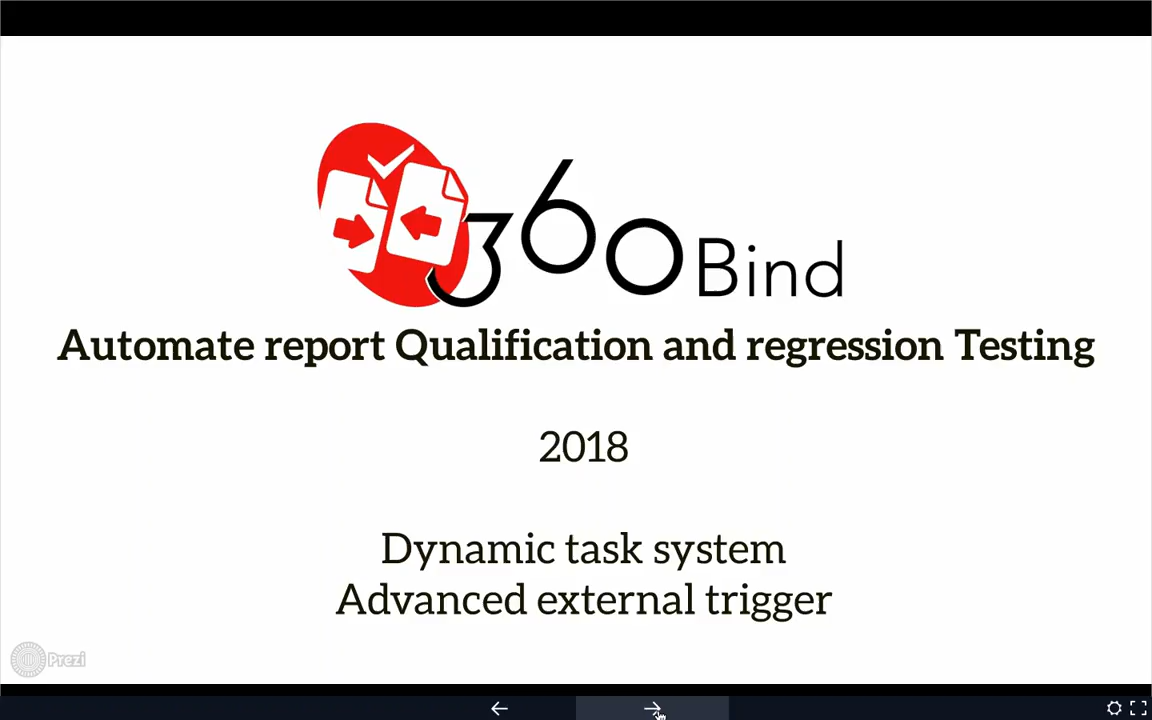 360Bind
Automate report Qualification and regression Testing
2018
Dynamic task system
Advanced external trigger
Prezi